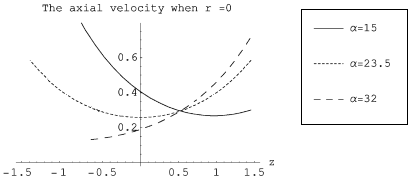 The axial velocity when r =0
0.6
0.4
0.2
-1.5 -1 -0.5 0 0.5 1 1.5
z
α=15
α=23.5
α=32